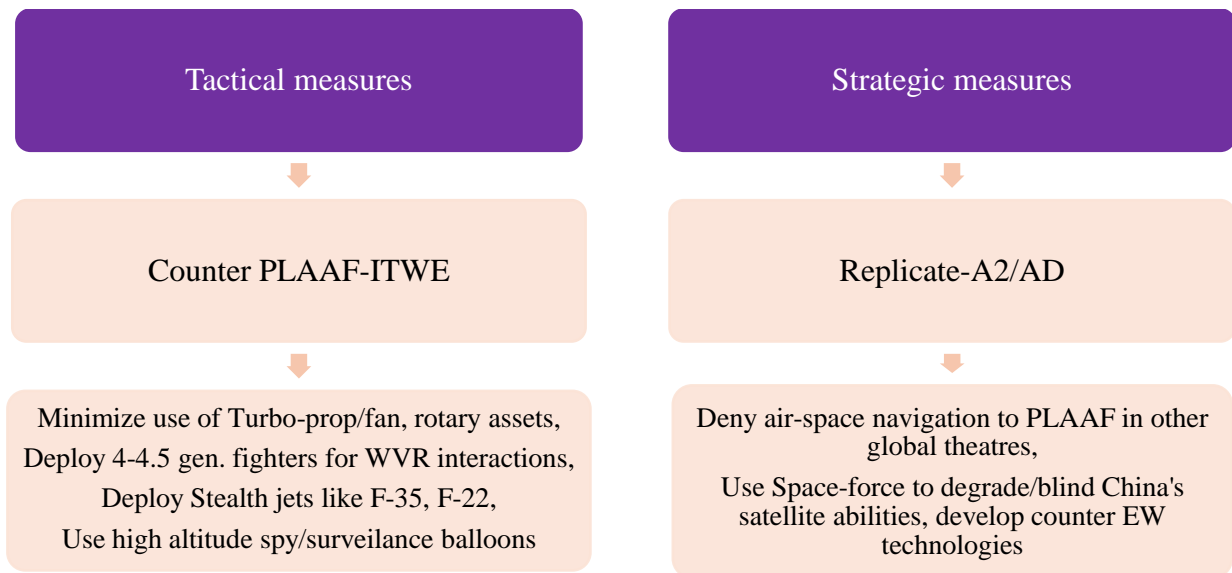 Tactical measures
Counter PLAAF-ITWE
Minimize use of Turbo-prop/fan, rotary assets,
Deploy 4-4.5 gen. fighters for WVR interactions,
Deploy Stealth jets like F-35, F-22,
Use high altitude spy/surveilance balloons
Strategic measures
Replicate-A2/AD
Deny air-space navigation to PLAAF in other
global theatres,
Use Space-force to degrade/blind China's
satellite abilities, develop counter EW
technologies